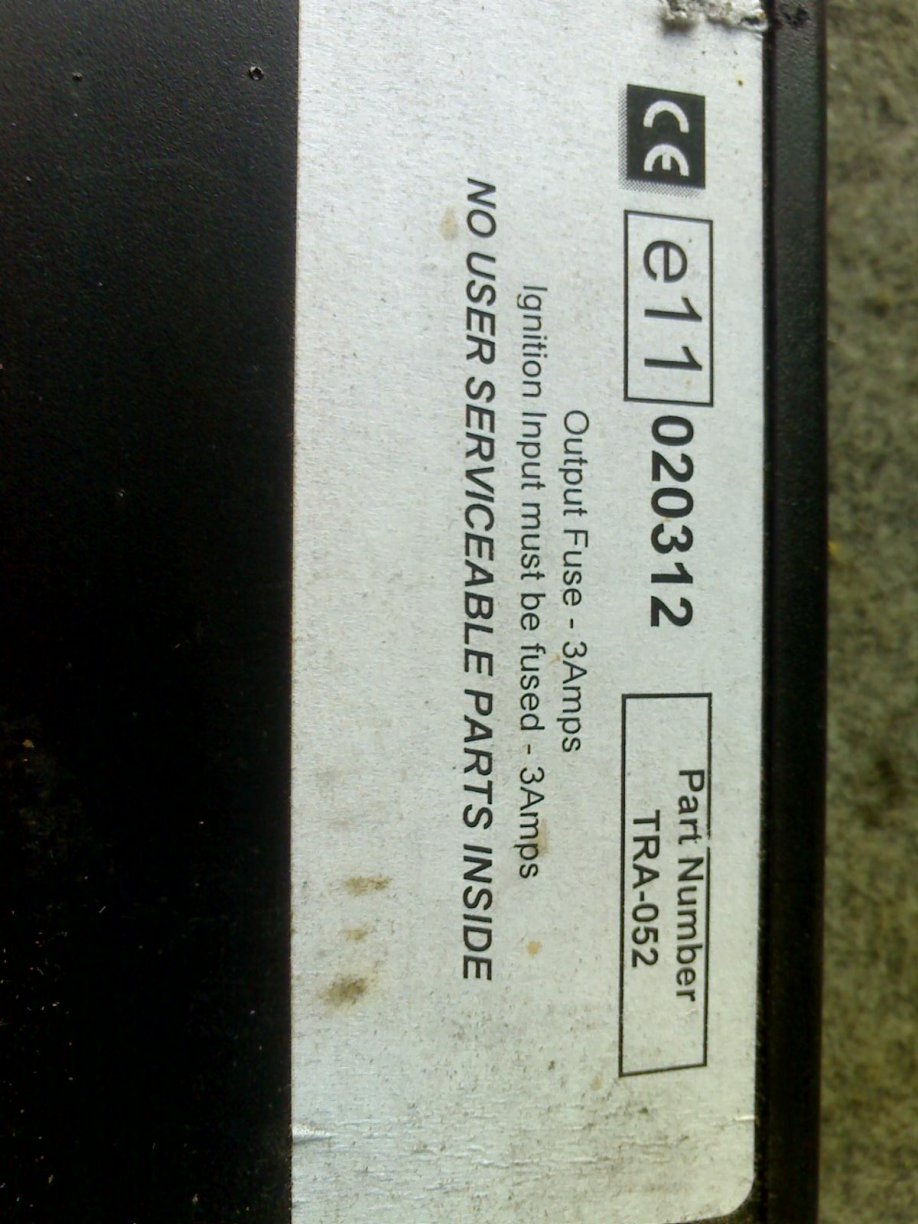 CE e11 020312
Part Number
TRA-052
Output Fuse - 3Amps
Ignition Input must be fused - 3Amps
NO USER SERVICEABLE PARTS INSIDE